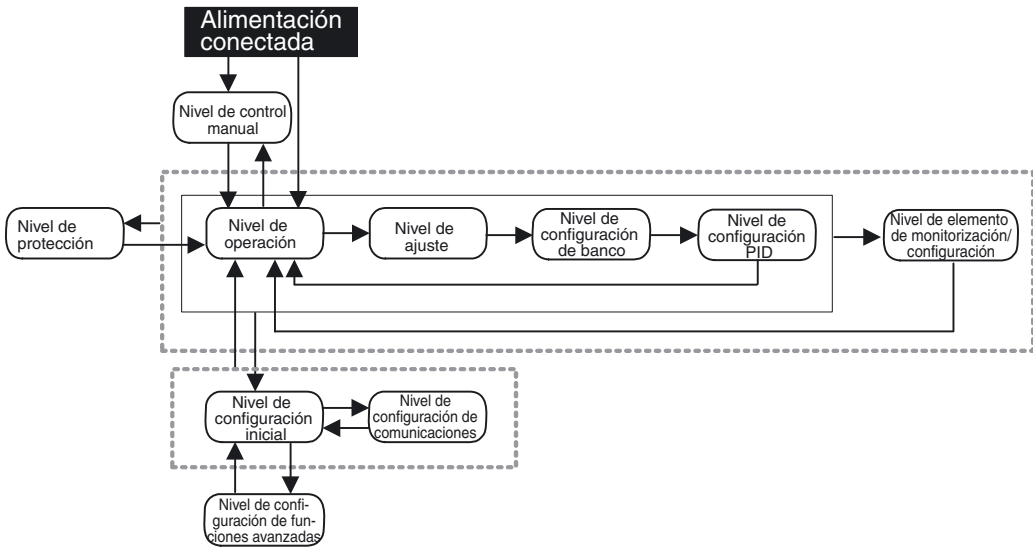 Alimentación
conectada
Nivel de control
manual
Nivel de
protección
Nivel de
operación
Nivel de
ajuste
Nivel de
configuración
de banco
Nivel de
configuración
PID
Nivel de elemento
de monitorización/
configuración
Nivel de
configuración
inicial
Nivel de
configuración de
comunicaciones
Nivel de confi-
guración de fun-
ciones avanzadas